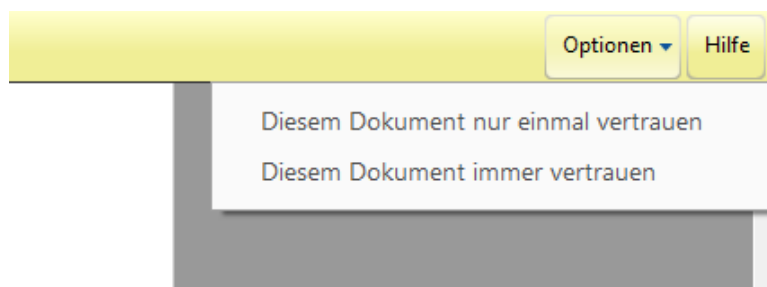 Optionen Hilfe
Diesem Dokument nur einmal vertrauen
Diesem Dokument immer vertrauen